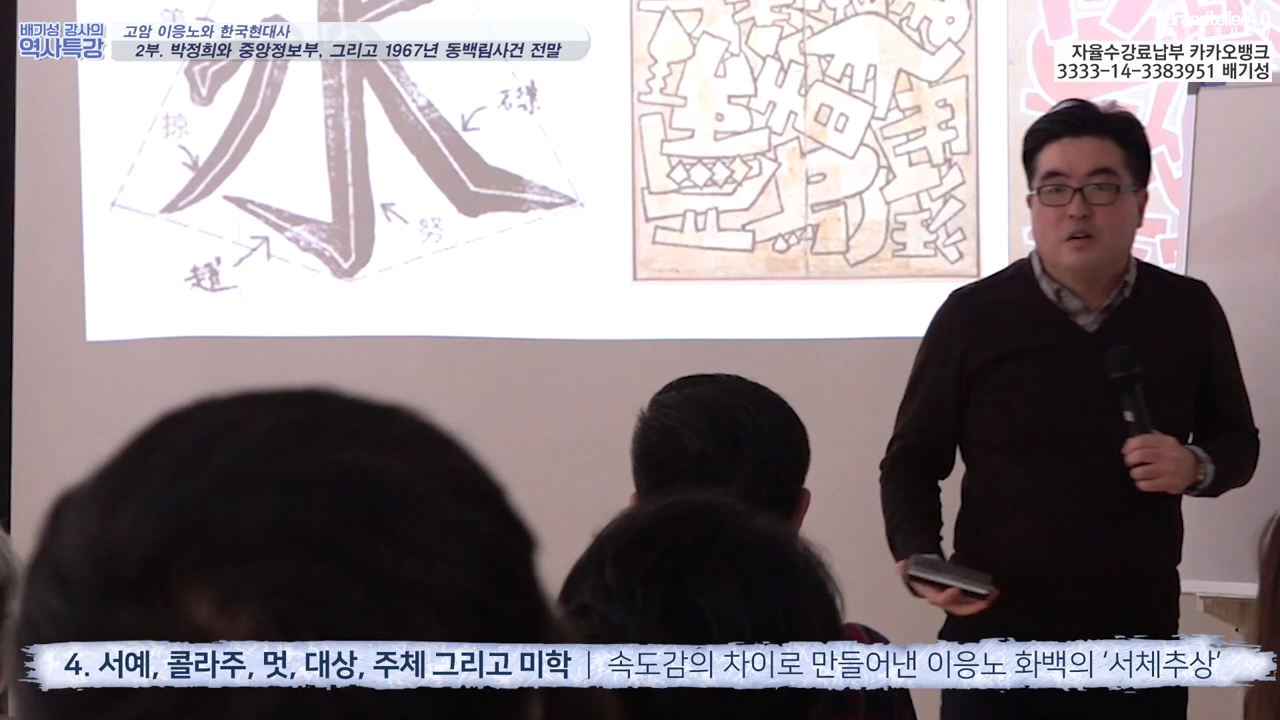 배기성 강사의
역사특강
고암 이응노와 한국현대사
2부. 박정희와 중앙정보부, 그리고 1967년 동백림사건 전말
자율수강료납부 카카오뱅크
3333-14-3383951 배기성
掠
磔
努
趯
4. 서예, 콜라주, 멋, 대상, 주체 그리고 미학 | 속도감의 차이로 만들어낸 이응노 화백의 ‘서체추상’